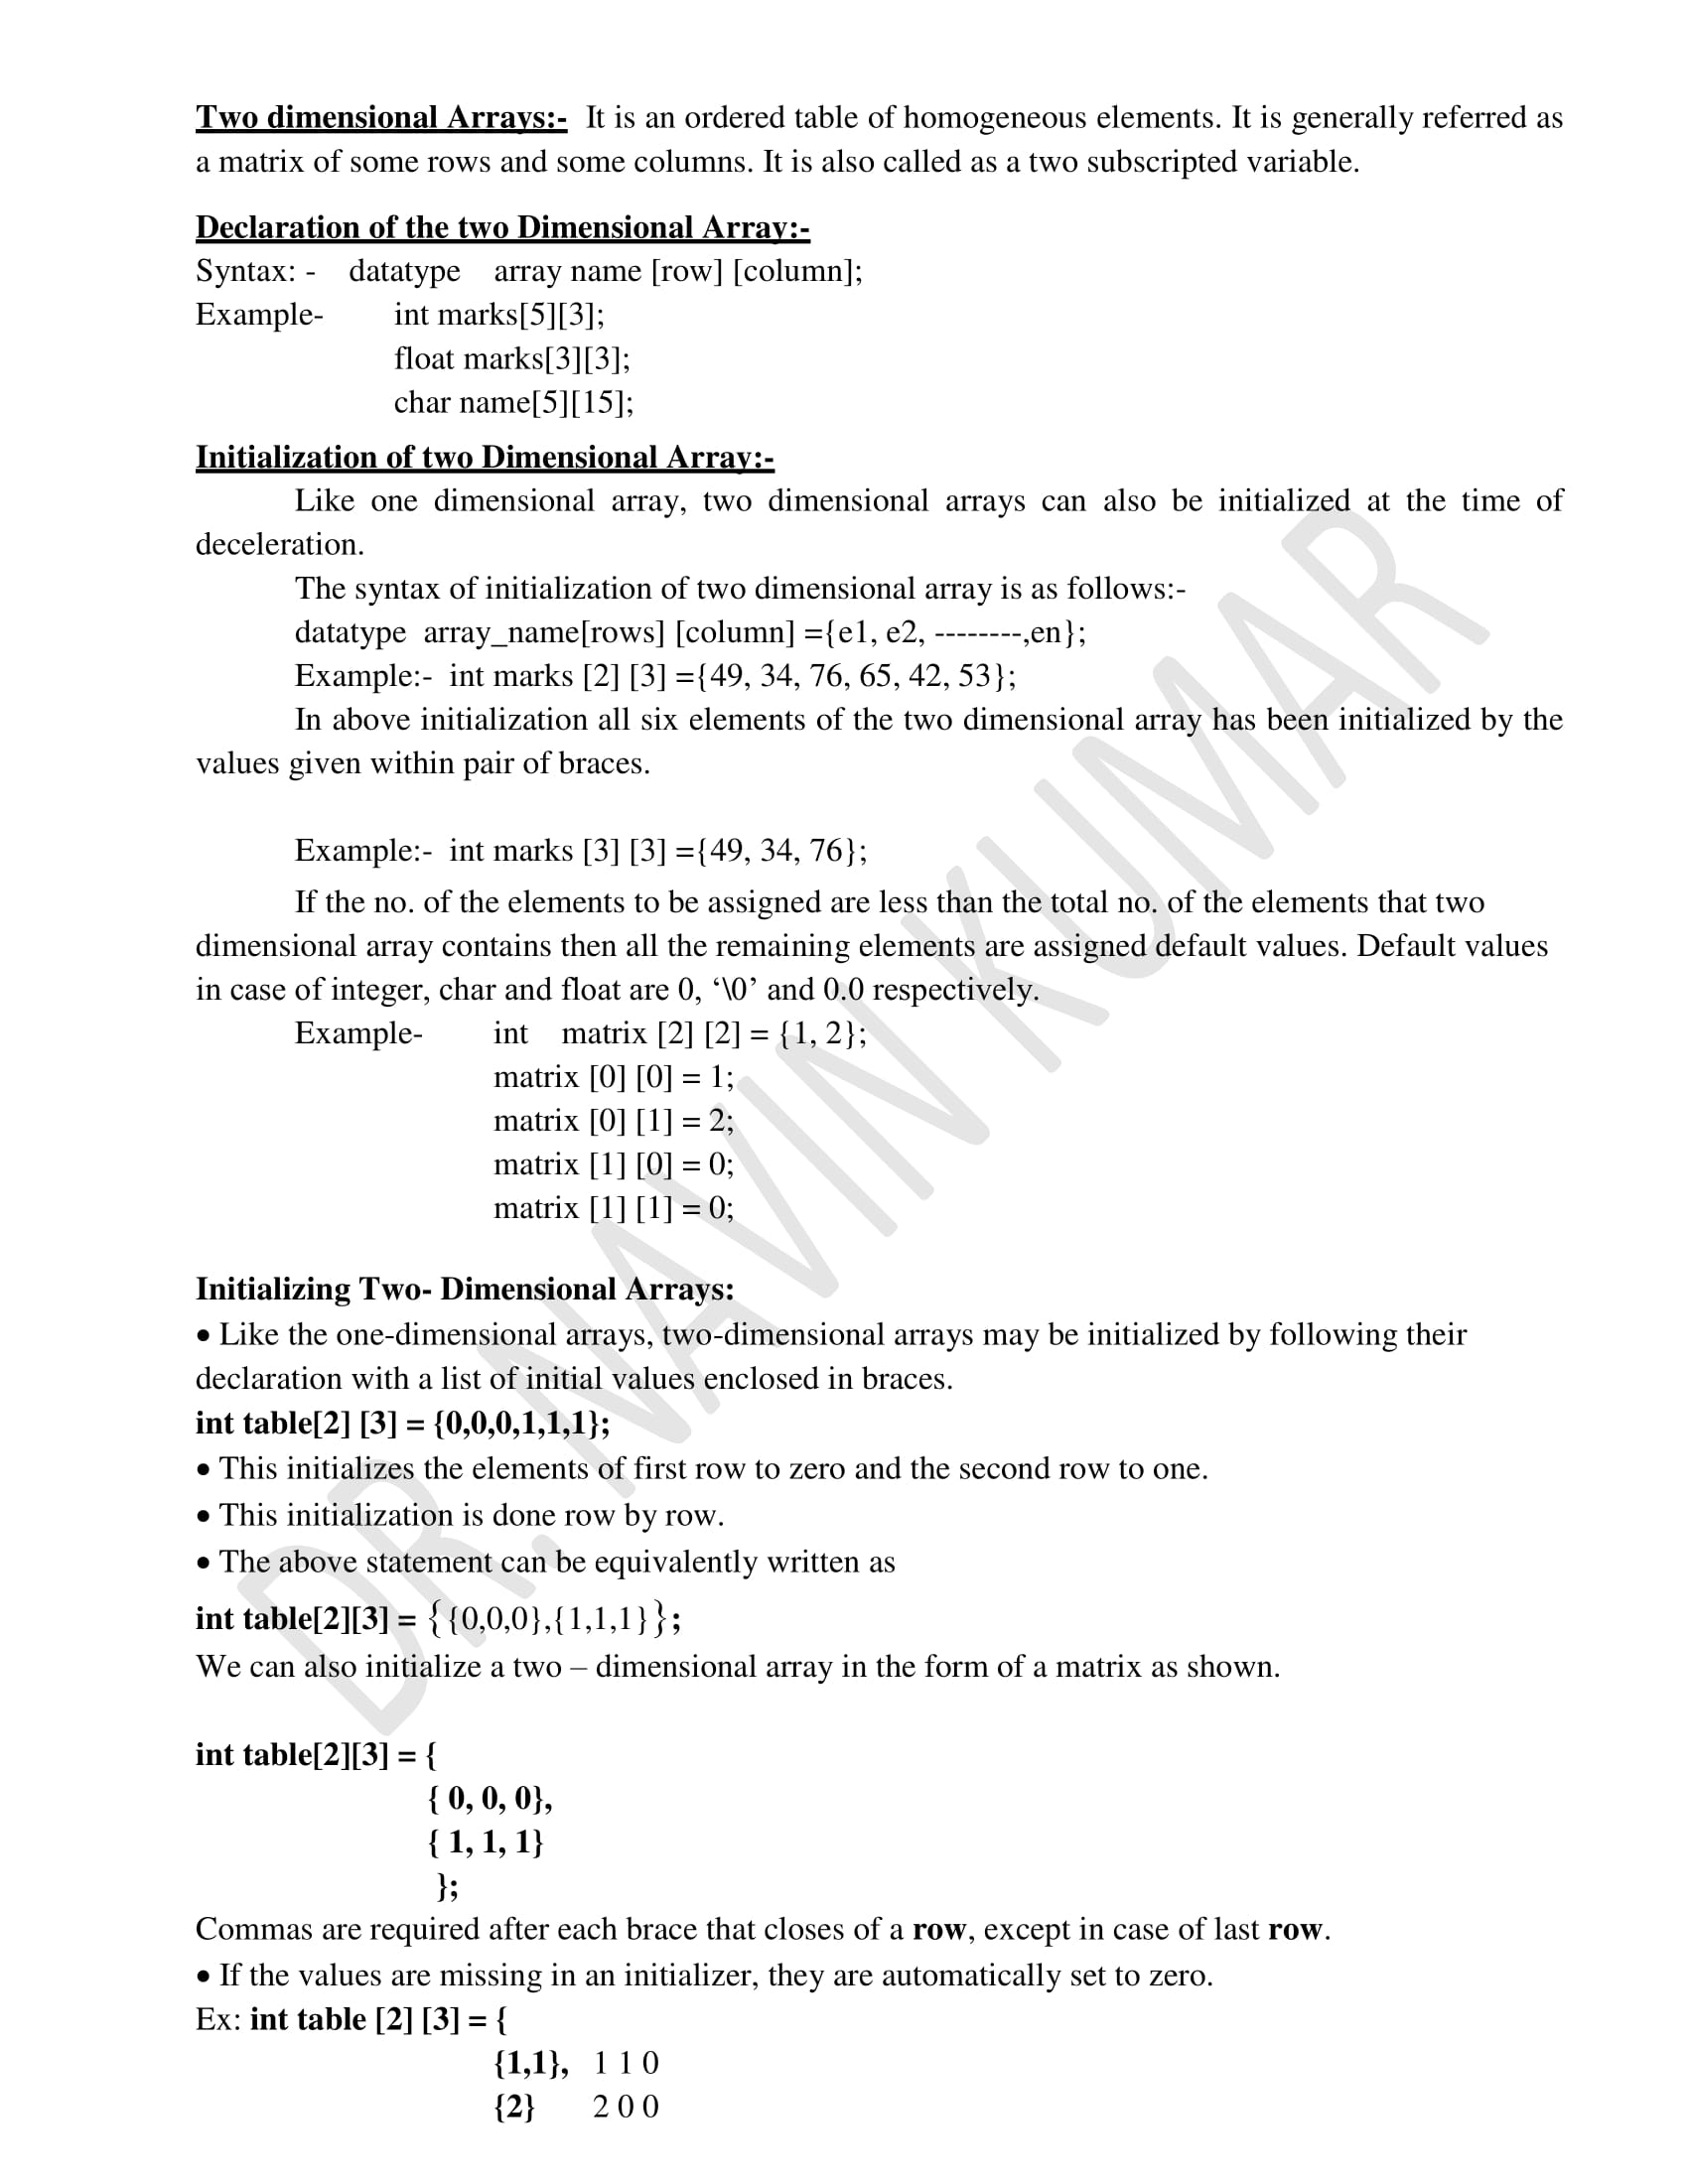 Two dimensional Arrays:- It is an ordered table of homogeneous elements. It is generally referred as
a matrix of some rows and some columns. It is also called as a two subscripted variable.
Declaration of the two Dimensional Array:-
Syntax: - datatype array name [row] [column];
Example- int marks[5][3];
float marks[3][3];
char name[5][15];
Initialization of two Dimensional Array:-
Like one dimensional array, two dimensional arrays can also be initialized at the time of
deceleration.
The syntax of initialization of two dimensional array is as follows:-
datatype array_name[rows] [column] ={e1, e2, --------,en};
Example:- int marks [2] [3] ={49, 34, 76, 65, 42, 53};
In above initialization all six elements of the two dimensional array has been initialized by the
values given within pair of braces.
Example:- int marks [3] [3] ={49, 34, 76};
If the no. of the elements to be assigned are less than the total no. of the elements that two
dimensional array contains then all the remaining elements are assigned default values. Default values
in case of integer, char and float are 0, ‘\0’ and 0.0 respectively.
Example- int matrix [2] [2] = {1, 2};
matrix [0] [0] = 1;
matrix [0] [1] = 2;
matrix [1] [0] = 0;
matrix [1] [1] = 0;
Initializing Two- Dimensional Arrays:
• Like the one-dimensional arrays, two-dimensional arrays may be initialized by following their
declaration with a list of initial values enclosed in braces.
int table[2] [3] = {0,0,0,1,1,1};
• This initializes the elements of first row to zero and the second row to one.
• This initialization is done row by row.
• The above statement can be equivalently written as
int table[2][3] = {{0,0,0},{1,1,1}};
We can also initialize a two – dimensional array in the form of a matrix as shown.
int table[2][3] = {
{ 0, 0, 0},
{ 1, 1, 1}
};
Commas are required after each brace that closes of a row, except in case of last row.
• If the values are missing in an initializer, they are automatically set to zero.
Ex: int table [2] [3] = {
{1,1}, 1 1 0
{2} 2 0 0
DR. NAVIN KUMAR